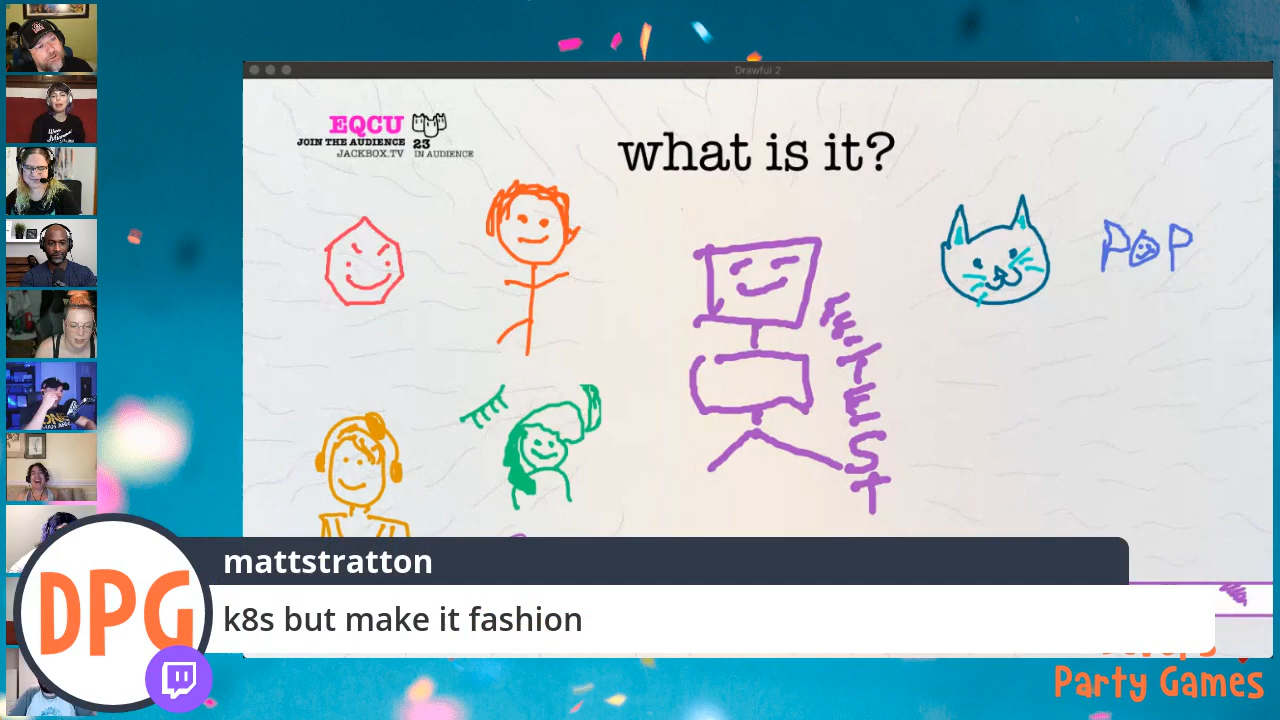 Drawful 2
EQCU
JOIN THE AUDIENCE
JACKBOX.TV
23
IN AUDIENCE
what is it?
POP
mattstratton
DPG
k8s but make it fashion
Party Games